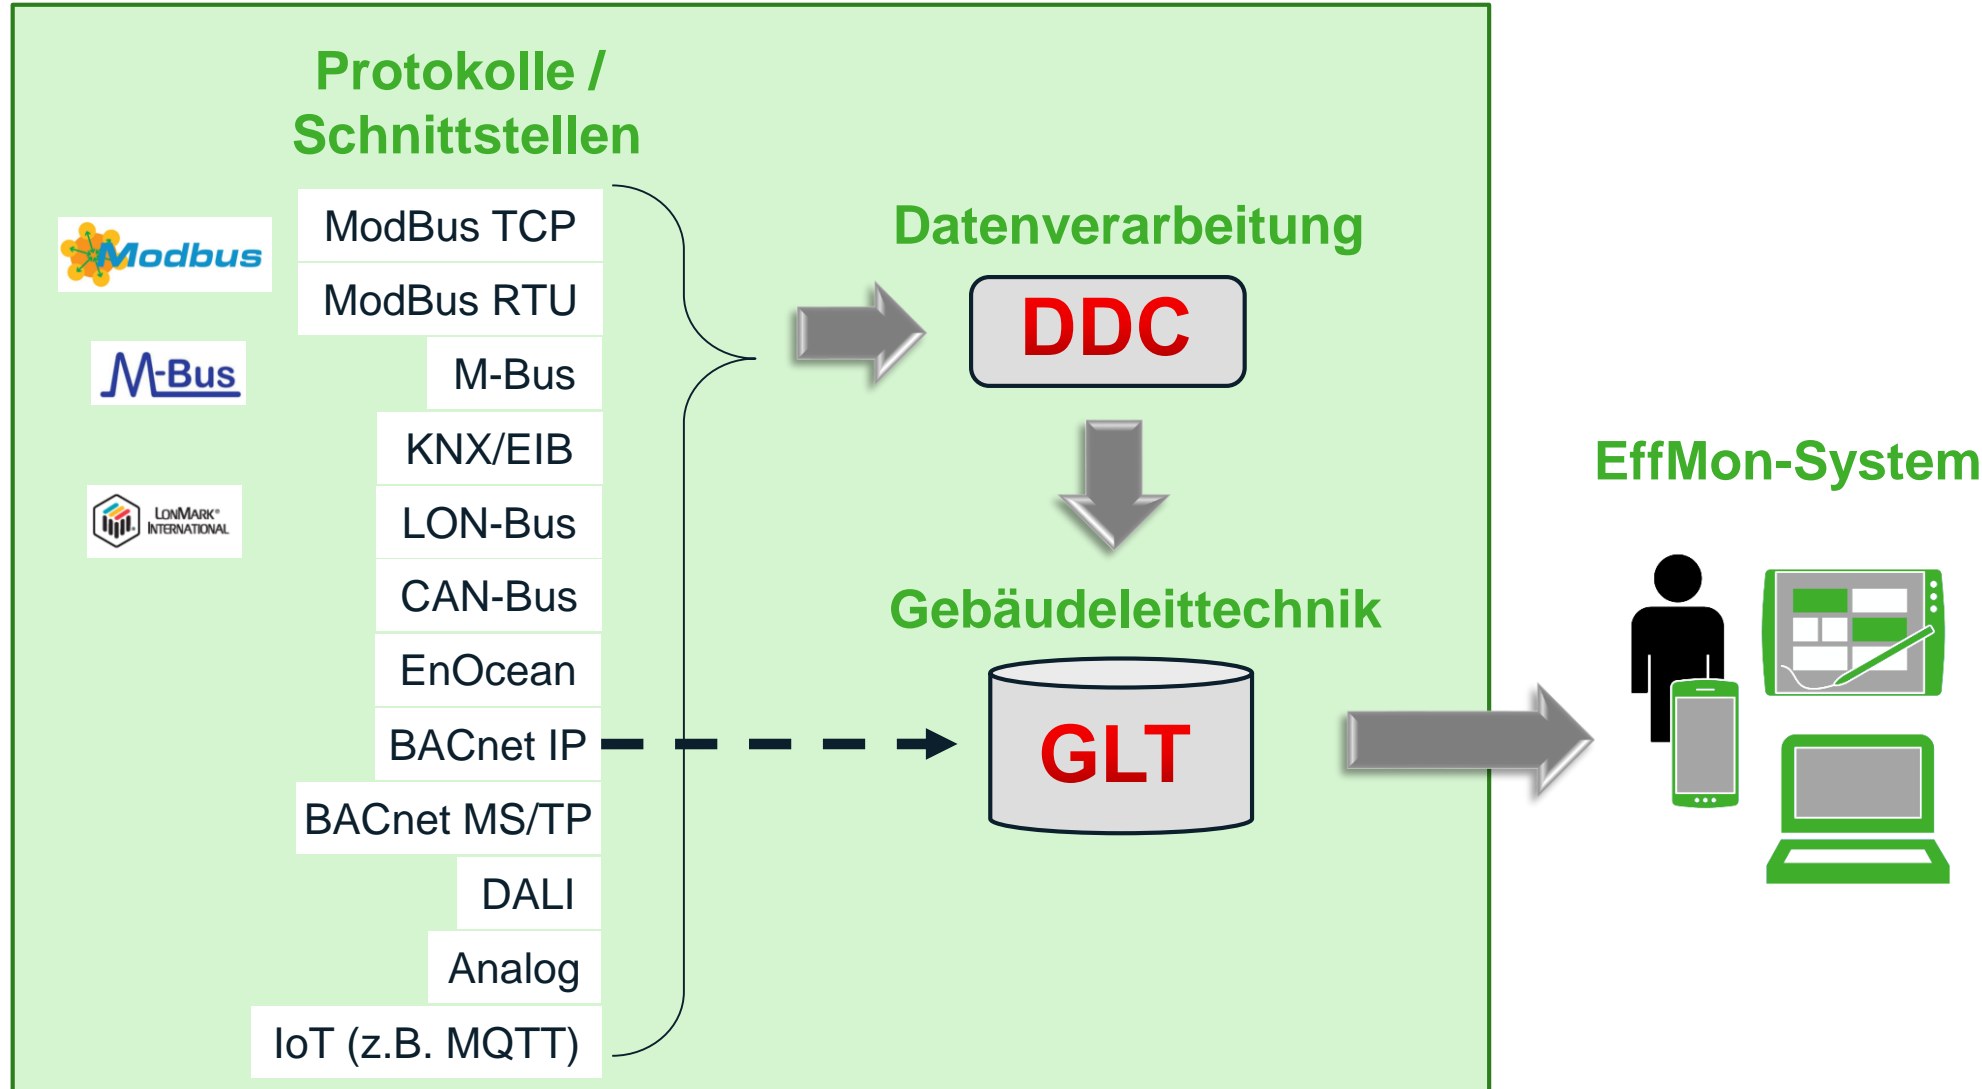 Protokolle /
Schnittstellen
Modbus
ModBus TCP
ModBus RTU
M-Bus
M-Bus
KNX/EIB
LONMARK®
INTERNATIONAL
LON-Bus
CAN-Bus
EnOcean
BACnet IP
BACnet MS/TP
DALI
Analog
IoT (z.B. MQTT)
Datenverarbeitung
DDC
Gebäudeleittechnik
GLT
EffMon-System